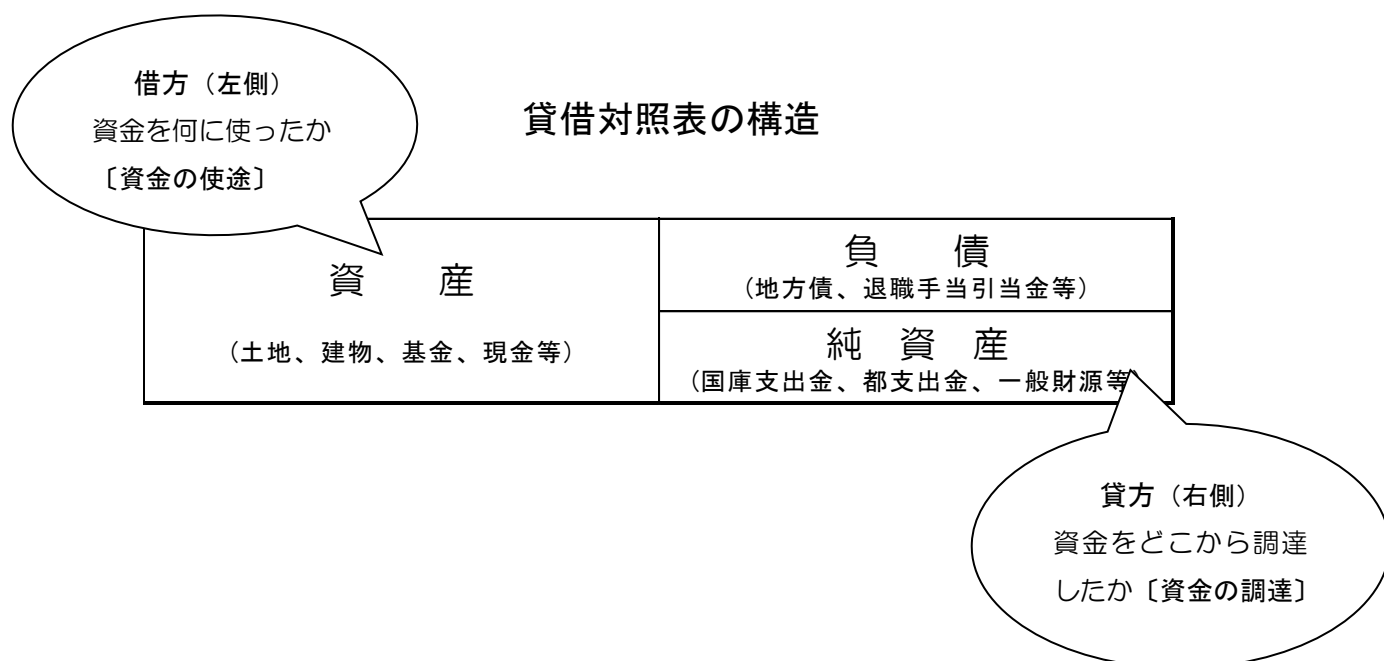 借方（左側）
資金を何に使ったか
〔資金の使途〕
貸借対照表の構造
資　産
（土地、建物、基金、現金等）
負　債
（地方債、退職手当引当金等）
純　資　産
（国庫支出金、都支出金、一般財源等）
貸方（右側）
資金をどこから調達
したか〔資金の調達〕